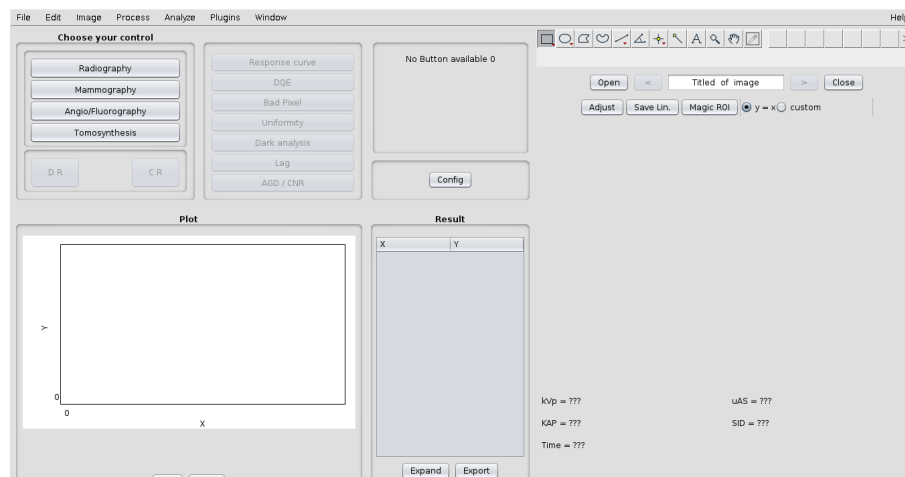 File Edit Image Process Analyze Plugins Window Help
Choose your control
Radiography
Mammography
Angio/Fluorography
Tomosynthesis
D R C R
Response curve
DQE
Bad Pixel
Uniformity
Dark analysis
Lag
AGD / CNR
No Button available 0
Config
Open < Titled of image > Close
Adjust Save Lin. Magic ROI y = x custom
Plot
Y
0
0
X
Result
X Y
Expand Export
kVp = ??? uAS = ???
KAP = ??? SID = ???
Time = ???